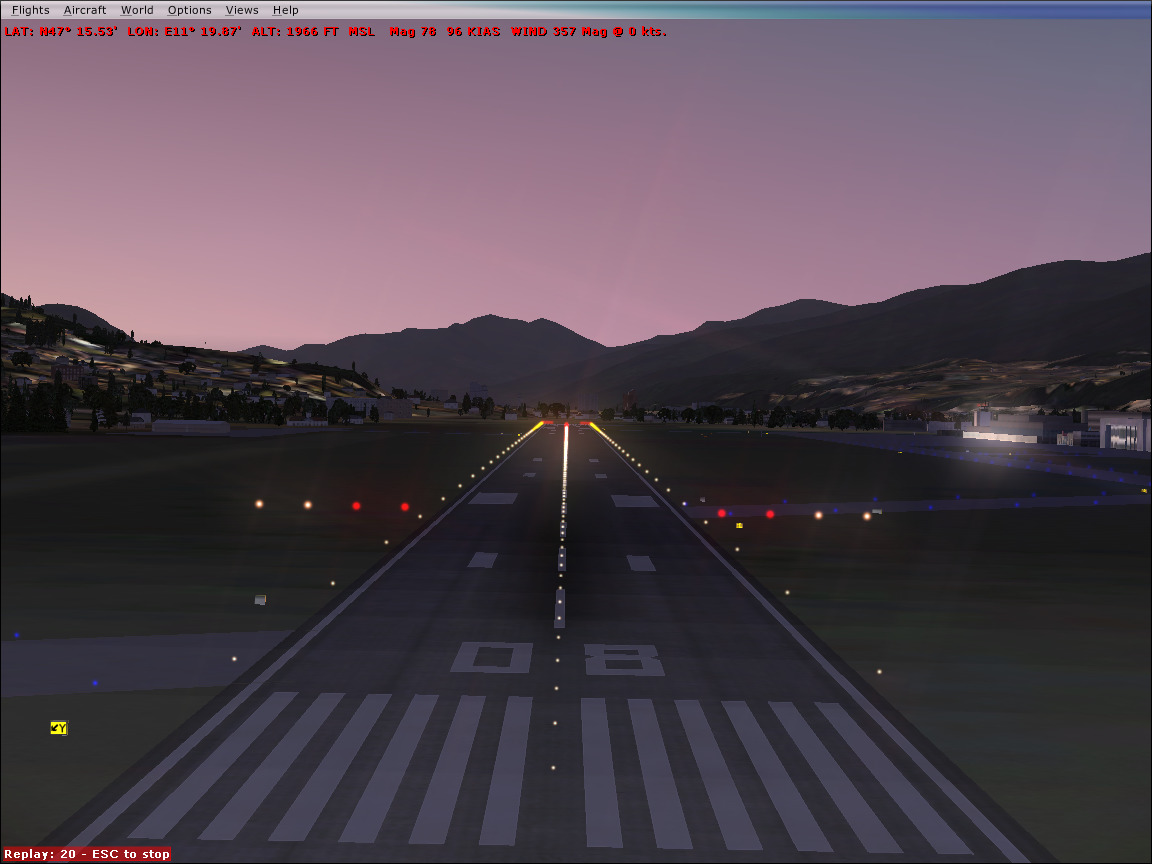 Flights Aircraft World Options Views Help
LAT: N47° 15.53' LON: E11° 19.87' ALT: 1966 FT MSL Mag 78 96 KIAS WIND 357 Mag @ 0 kts.
08
↙Y
Replay: 20 - ESC to stop